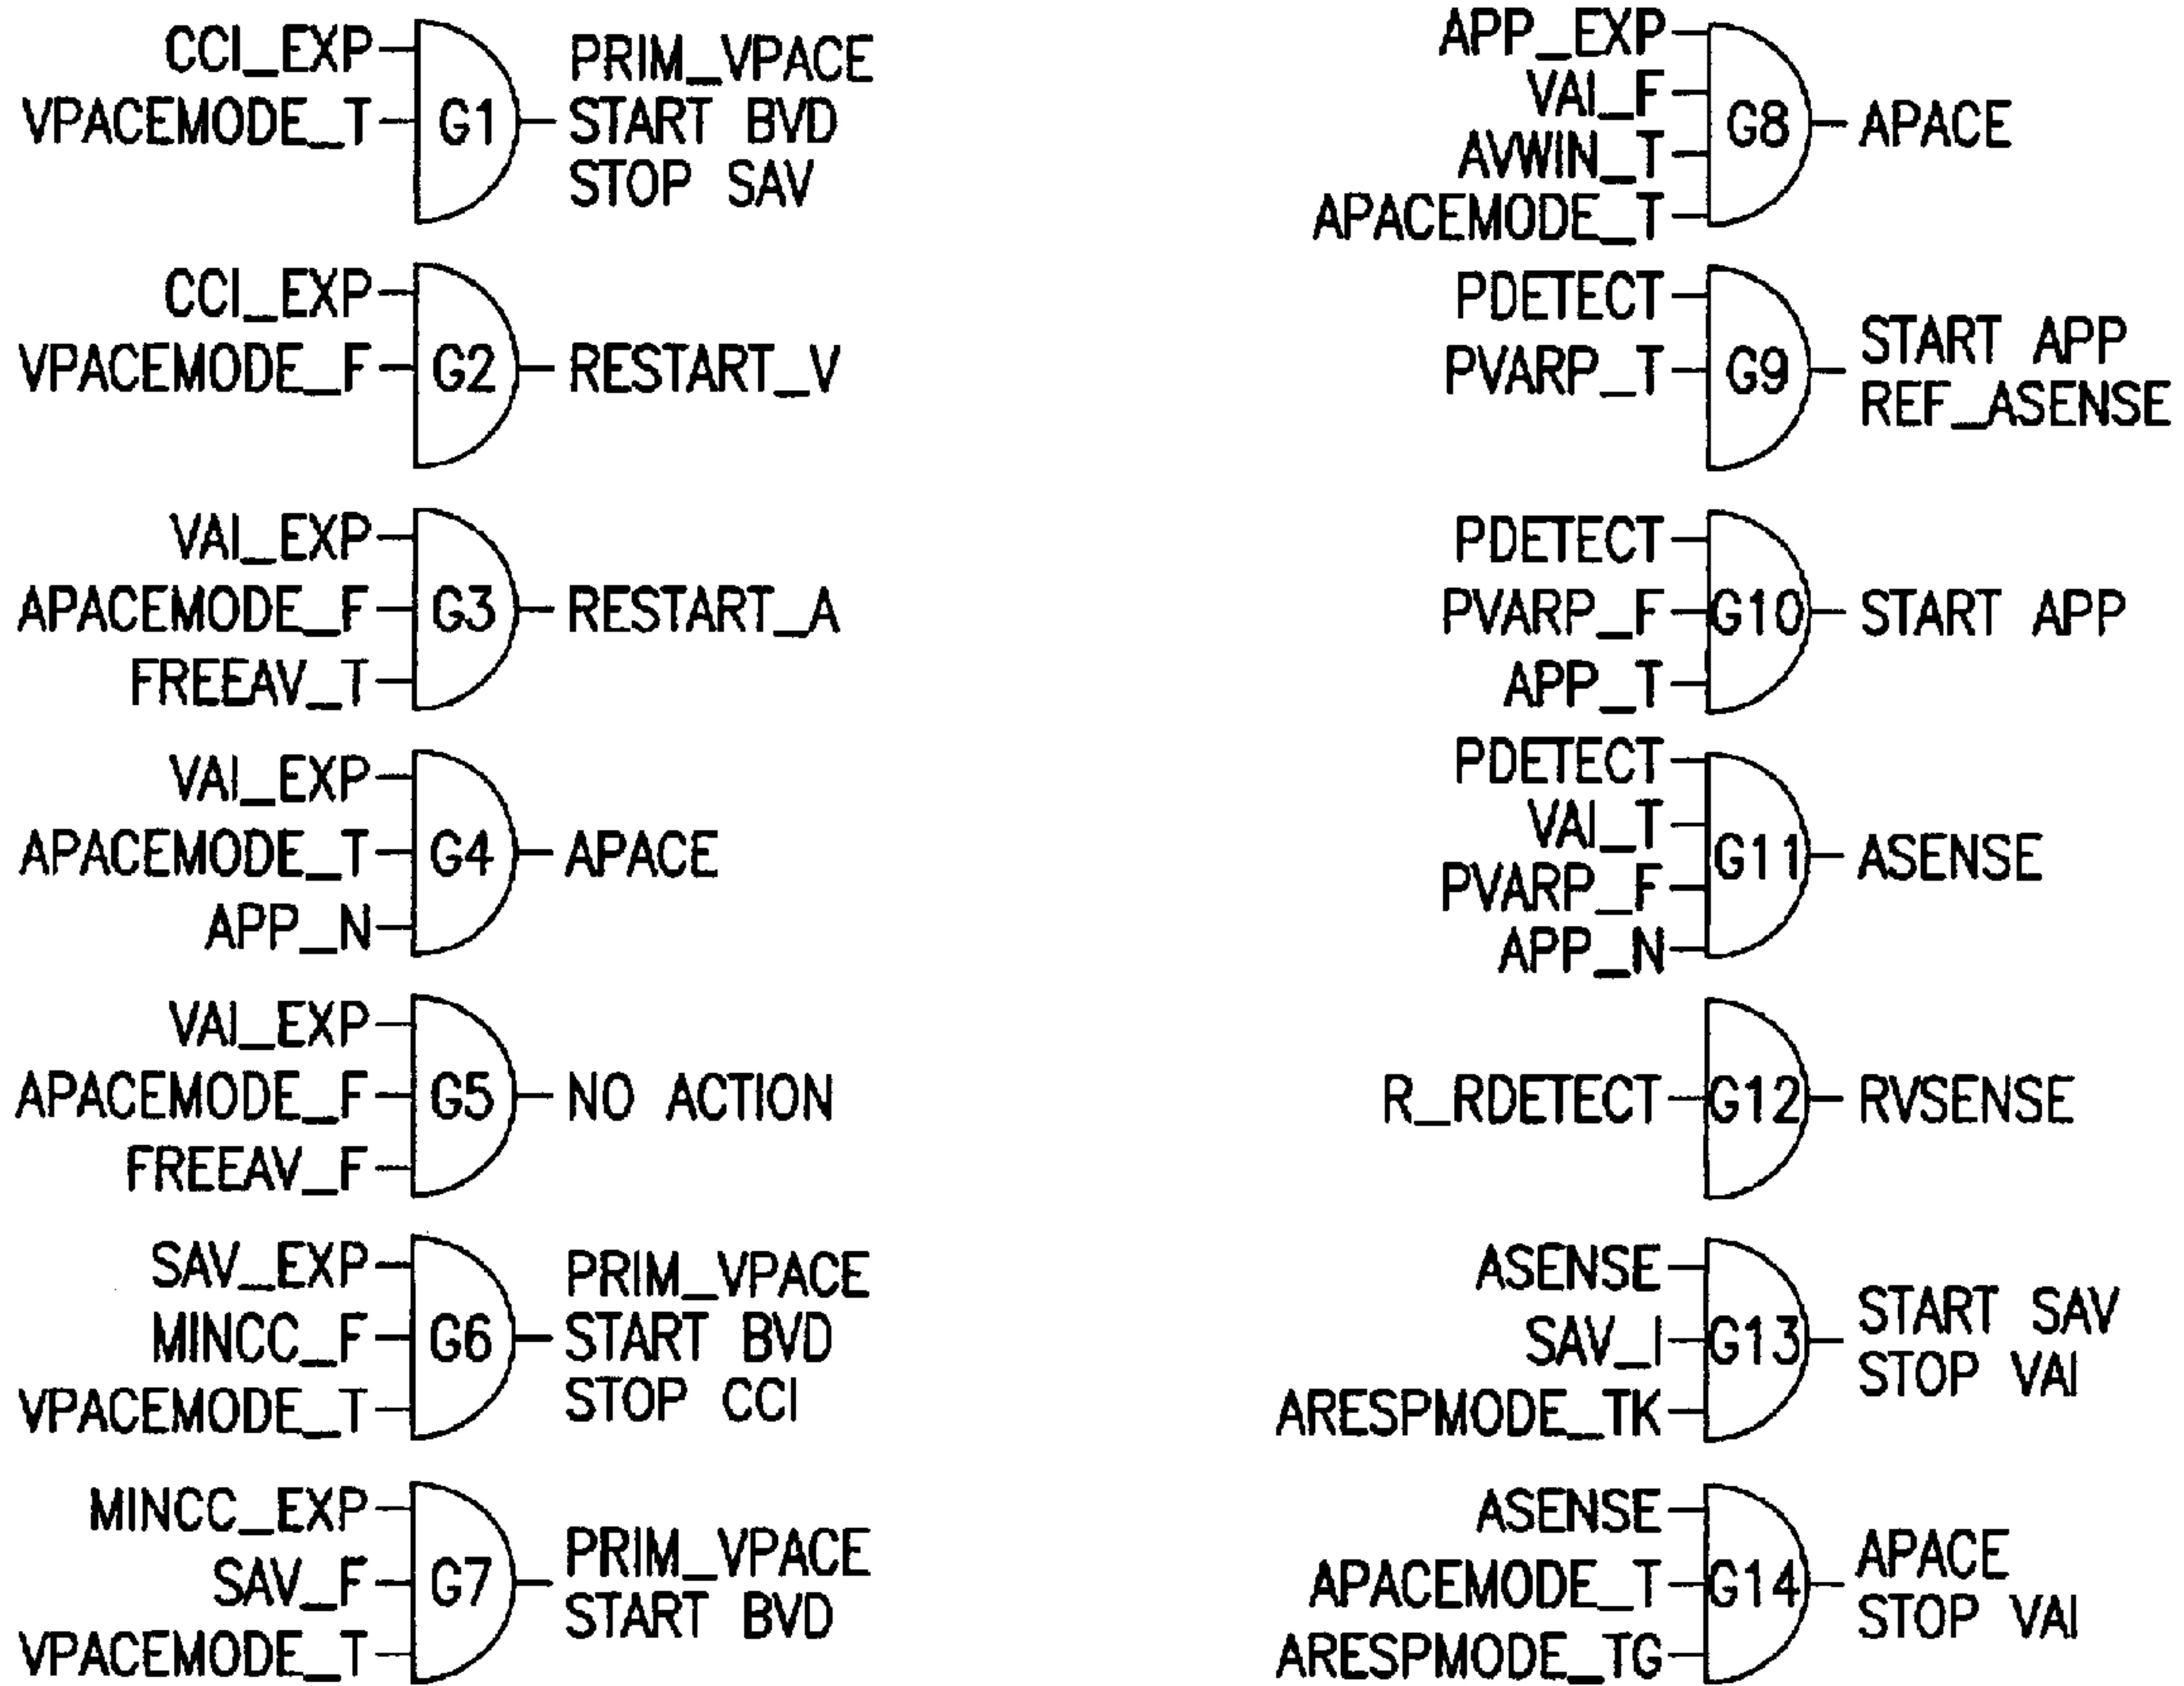 CCI_EXP
VPACEMODE_T
G1
PRIM_VPACE
START BVD
STOP SAV
CCI_EXP
VPACEMODE_F
G2
RESTART_V
VAI_EXP
APACEMODE_F
FREEAV_T
G3
RESTART_A
VAI_EXP
APACEMODE_T
APP_N
G4
APACE
VAI_EXP
APACEMODE_F
FREEAV_F
G5
NO ACTION
SAV_EXP
MINCC_F
VPACEMODE_T
G6
PRIM_VPACE
START BVD
STOP CCI
MINCC_EXP
SAV_F
VPACEMODE_T
G7
PRIM_VPACE
START BVD
APP_EXP
VAI_F
AVWIN_T
APACEMODE_T
G8
APACE
PDETECT
PVARP_T
G9
START APP
REF_ASENSE
PDETECT
PVARP_F
APP_T
G10
START APP
PDETECT
VAI_T
PVARP_F
APP_N
G11
ASENSE
R_RDETECT
G12
RVSENSE
ASENSE
SAV_I
ARESPMODE_TK
G13
START SAV
STOP VAI
ASENSE
APACEMODE_T
ARESPMODE_TG
G14
APACE
STOP VAI